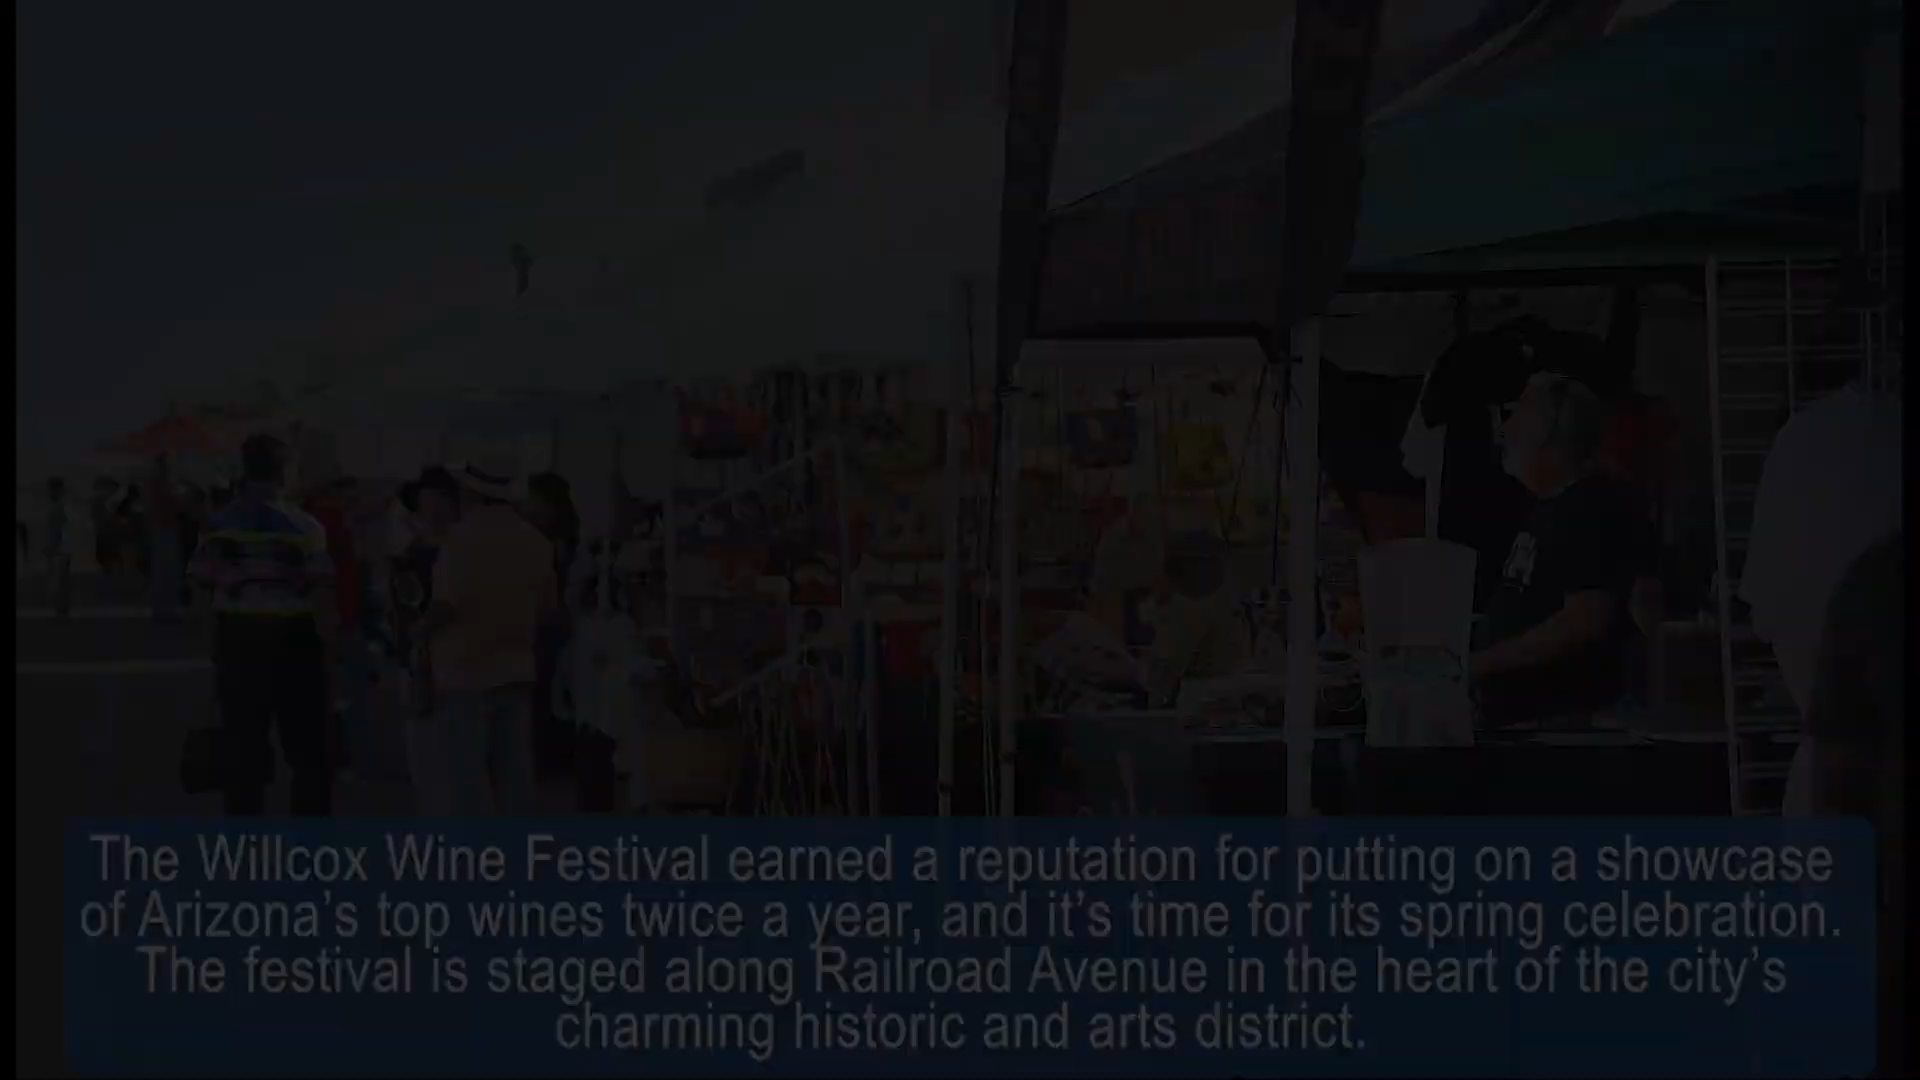 The Willcox Wine Festival earned a reputation for putting on a showcase
of Arizona’s top wines twice a year, and it’s time for its spring celebration.
The festival is staged along Railroad Avenue in the heart of the city’s
charming historic and arts district.